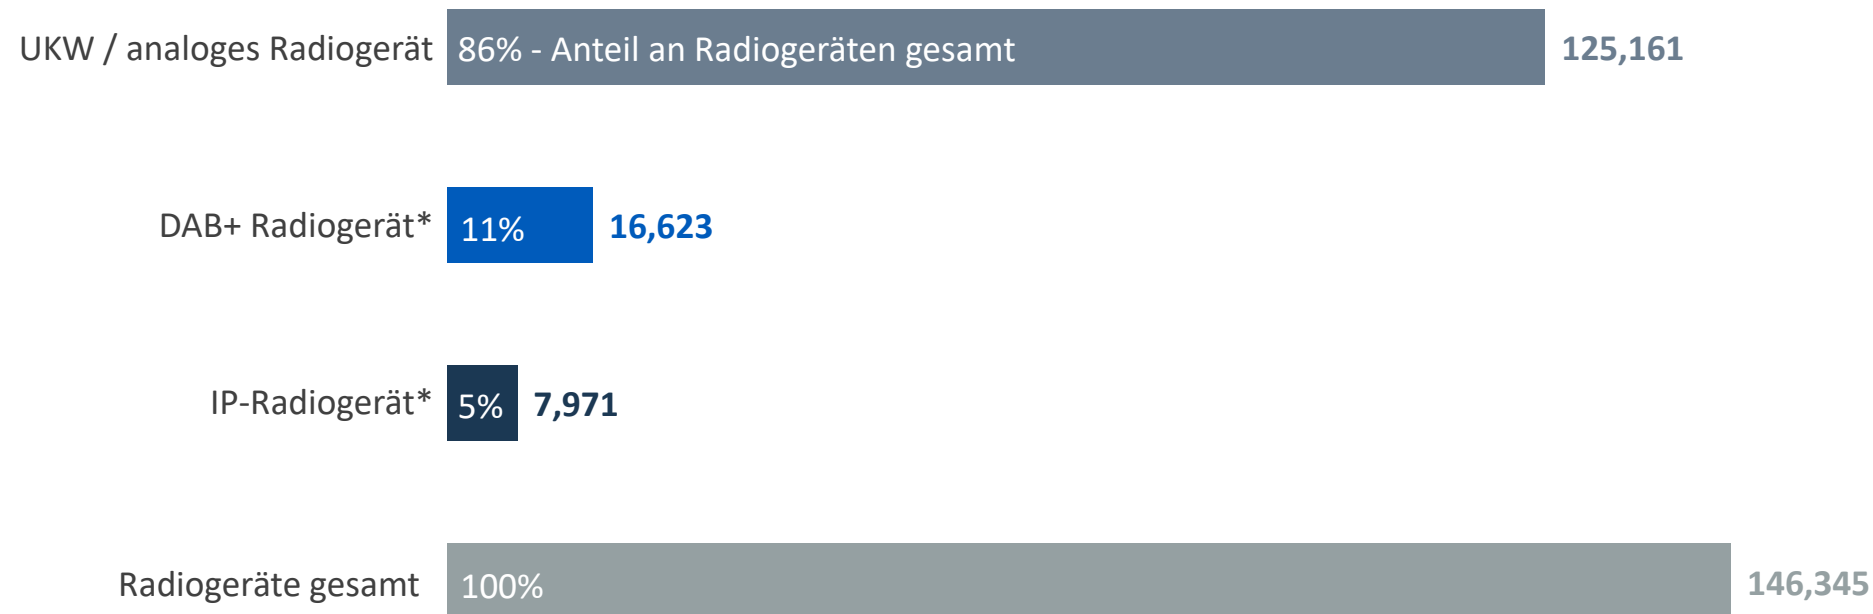 UKW / analoges Radiogerät 86% - Anteil an Radiogeräten gesamt 125,161
DAB+ Radiogerät* 11% 16,623
IP-Radiogerät* 5% 7,971
Radiogeräte gesamt 100% 146,345